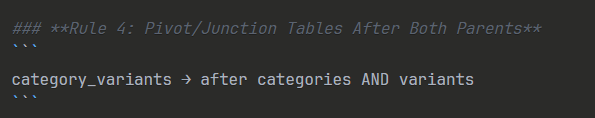 ### **Rule 4: Pivot/Junction Tables After Both Parents**
```
category_variants → after categories AND variants
```